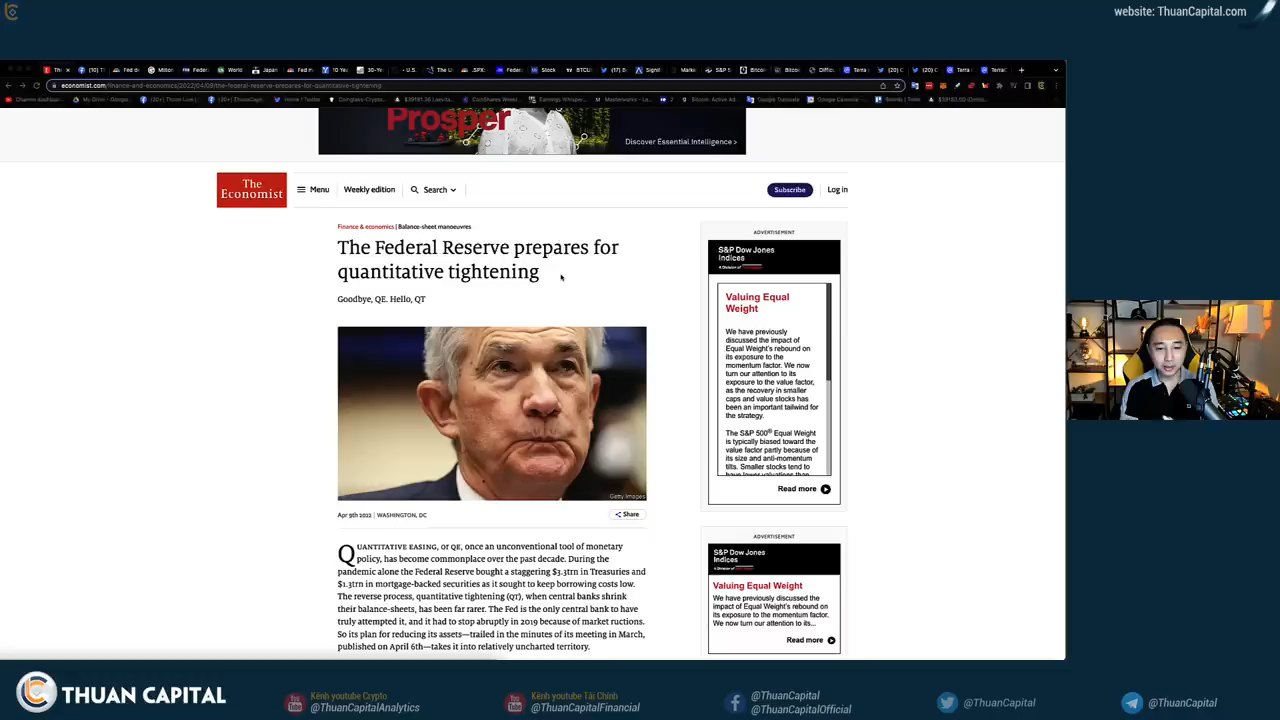 website: ThuanCapital.com
economist.com/finance-and-economics/2022/04/09/the-federal-reserve-prepares-for-quantitative-tightening
Prosper
Discover Essential Intelligence >
The
Economist
Menu
Weekly edition
Search
Subscribe
Log in
Finance & economics | Balance-sheet manoeuvres
The Federal Reserve prepares for
quantitative tightening
Goodbye, QE. Hello, QT
Getty Images
Apr 9th 2022 | WASHINGTON, DC
Share
QUANTITATIVE EASING, or QE, once an unconventional tool of monetary
policy, has become commonplace over the past decade. During the
pandemic alone the Federal Reserve bought a staggering $3.3trn in Treasuries and
$1.3trn in mortgage-backed securities as it sought to keep borrowing costs low.
The reverse process, quantitative tightening (QT), when central banks shrink
their balance-sheets, has been far rarer. The Fed is the only central bank to have
truly attempted it, and it had to stop abruptly in 2019 because of market ructions.
So its plan for reducing its assets—trailed in the minutes of its meeting in March,
published on April 6th—takes it into relatively uncharted territory.
ADVERTISEMENT
S&P Dow Jones
Indices
Valuing Equal
Weight
We have previously
discussed the impact of
Equal Weight's rebound on
its exposure to the
momentum factor. We now
turn our attention to its
exposure to the value factor,
as the recovery in smaller
caps and value stocks has
been an important tailwind for
the strategy.
The S&P 500® Equal Weight
is typically biased toward the
value factor partly because of
its size and anti-momentum
tilts. Smaller stocks tend to
have lower valuations than
Read more
ADVERTISEMENT
S&P Dow Jones
Indices
Valuing Equal Weight
We have previously discussed the
impact of Equal Weight's rebound on
its exposure to the momentum factor.
We now turn our attention to its...
Read more
THUAN CAPITAL
Kênh youtube Crypto
@ThuanCapitalAnalytics
Kênh youtube Tài Chính
@ThuanCapitalFinancial
@ThuanCapital
@ThuanCapitalOfficial
@ThuanCapital
@ThuanCapital